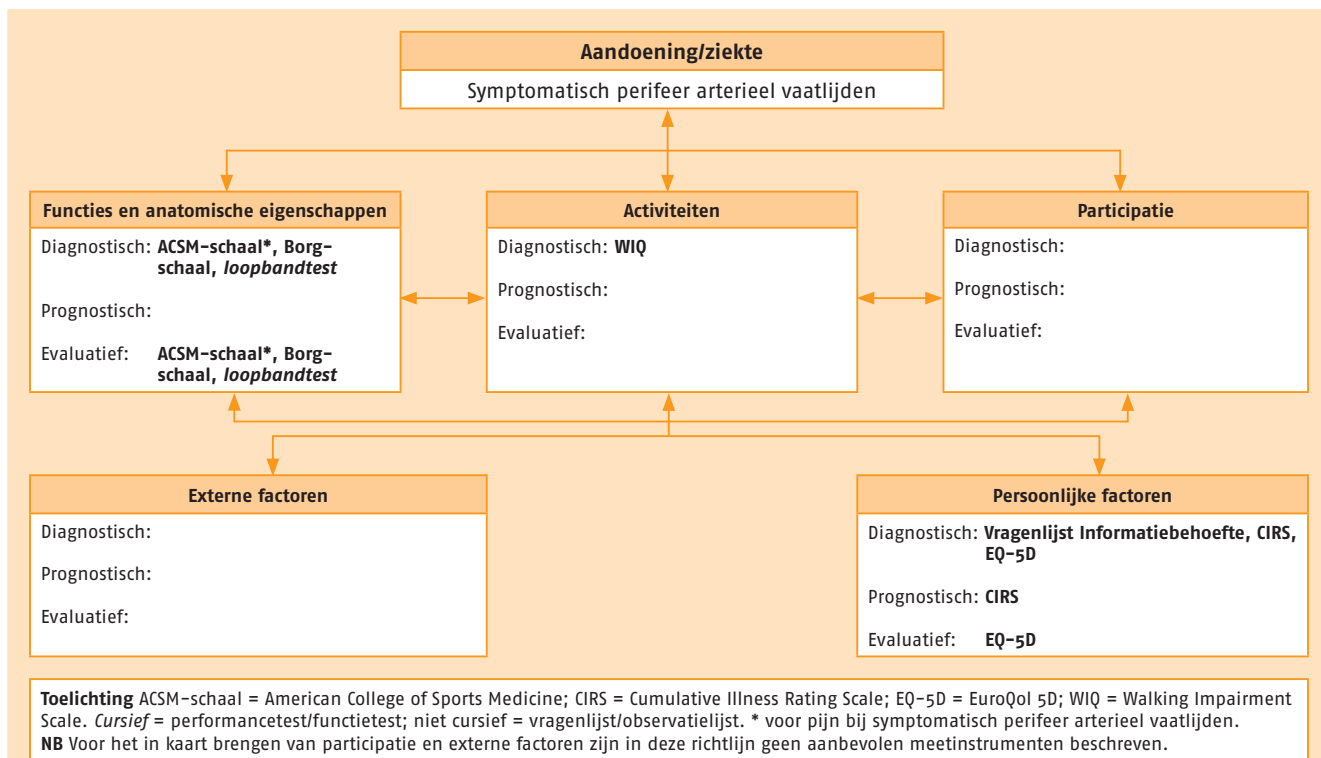 Aandoening/ziekte
Symptomatisch perifeer arterieel vaatlijden
Functies en anatomische eigenschappen
Diagnostisch: ACSM-schaal*, Borg-
schaal, loopbandtest
Prognostisch:
Evaluatief: ACSM-schaal*, Borg-
schaal, loopbandtest
Activiteiten
Diagnostisch: WIQ
Prognostisch:
Evaluatief:
Participatie
Diagnostisch:
Prognostisch:
Evaluatief:
Externe factoren
Diagnostisch:
Prognostisch:
Evaluatief:
Persoonlijke factoren
Diagnostisch: Vragenlijst Informatiebehoefte, CIRS,
EQ-5D
Prognostisch: CIRS
Evaluatief: EQ-5D
Toelichting ACSM-schaal = American College of Sports Medicine; CIRS = Cumulative Illness Rating Scale; EQ-5D = EuroQol 5D; WIQ = Walking Impairment
Scale. Cursief = performancetest/functietest; niet cursief = vragenlijst/observatielijst. * voor pijn bij symptomatisch perifeer arterieel vaatlijden.
NB Voor het in kaart brengen van participatie en externe factoren zijn in deze richtlijn geen aanbevolen meetinstrumenten beschreven.